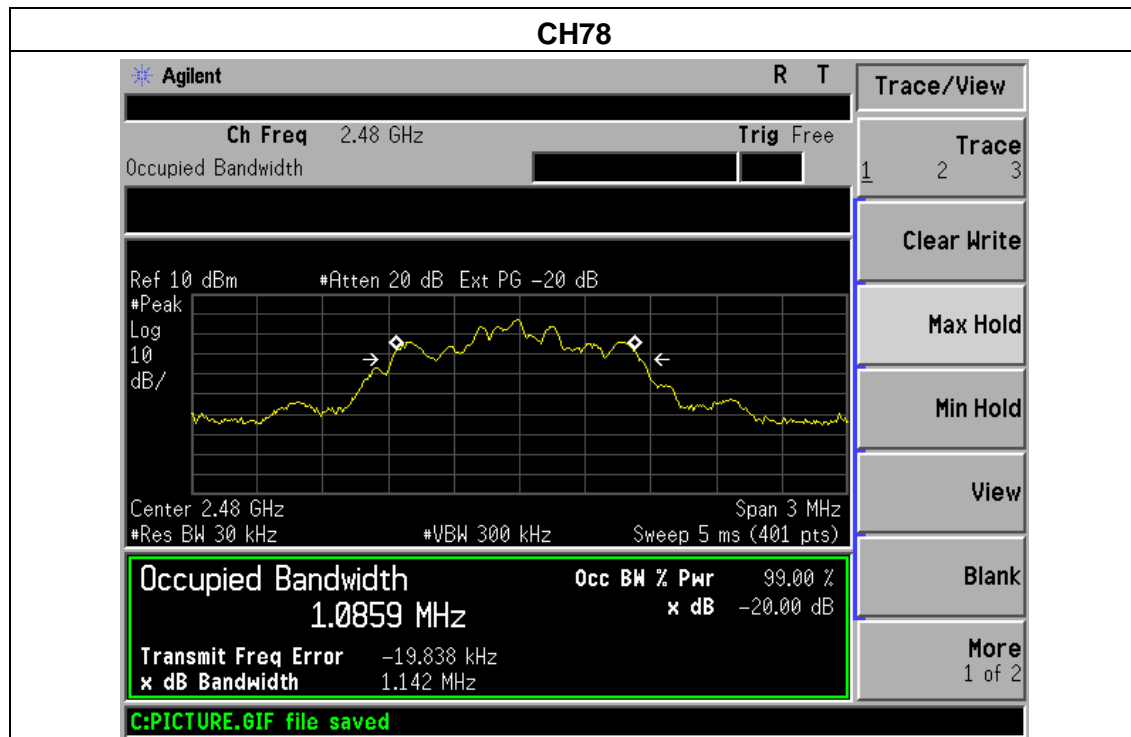 CH78
Agilent R T
Trace/View
Ch Freq 2.48 GHz Trig Free
Occupied Bandwidth
Trace
1 2 3
Clear Write
Ref 10 dBm #Atten 20 dB Ext PG -20 dB
#Peak
Log
10
dB/
Max Hold
Min Hold
View
Center 2.48 GHz Span 3 MHz
#Res BW 30 kHz #VBW 300 kHz Sweep 5 ms (401 pts)
Occupied Bandwidth Occ BW % Pwr 99.00 %
1.0859 MHz x dB -20.00 dB
Blank
Transmit Freq Error -19.838 kHz
x dB Bandwidth 1.142 MHz
More
1 of 2
C:PICTURE.GIF file saved